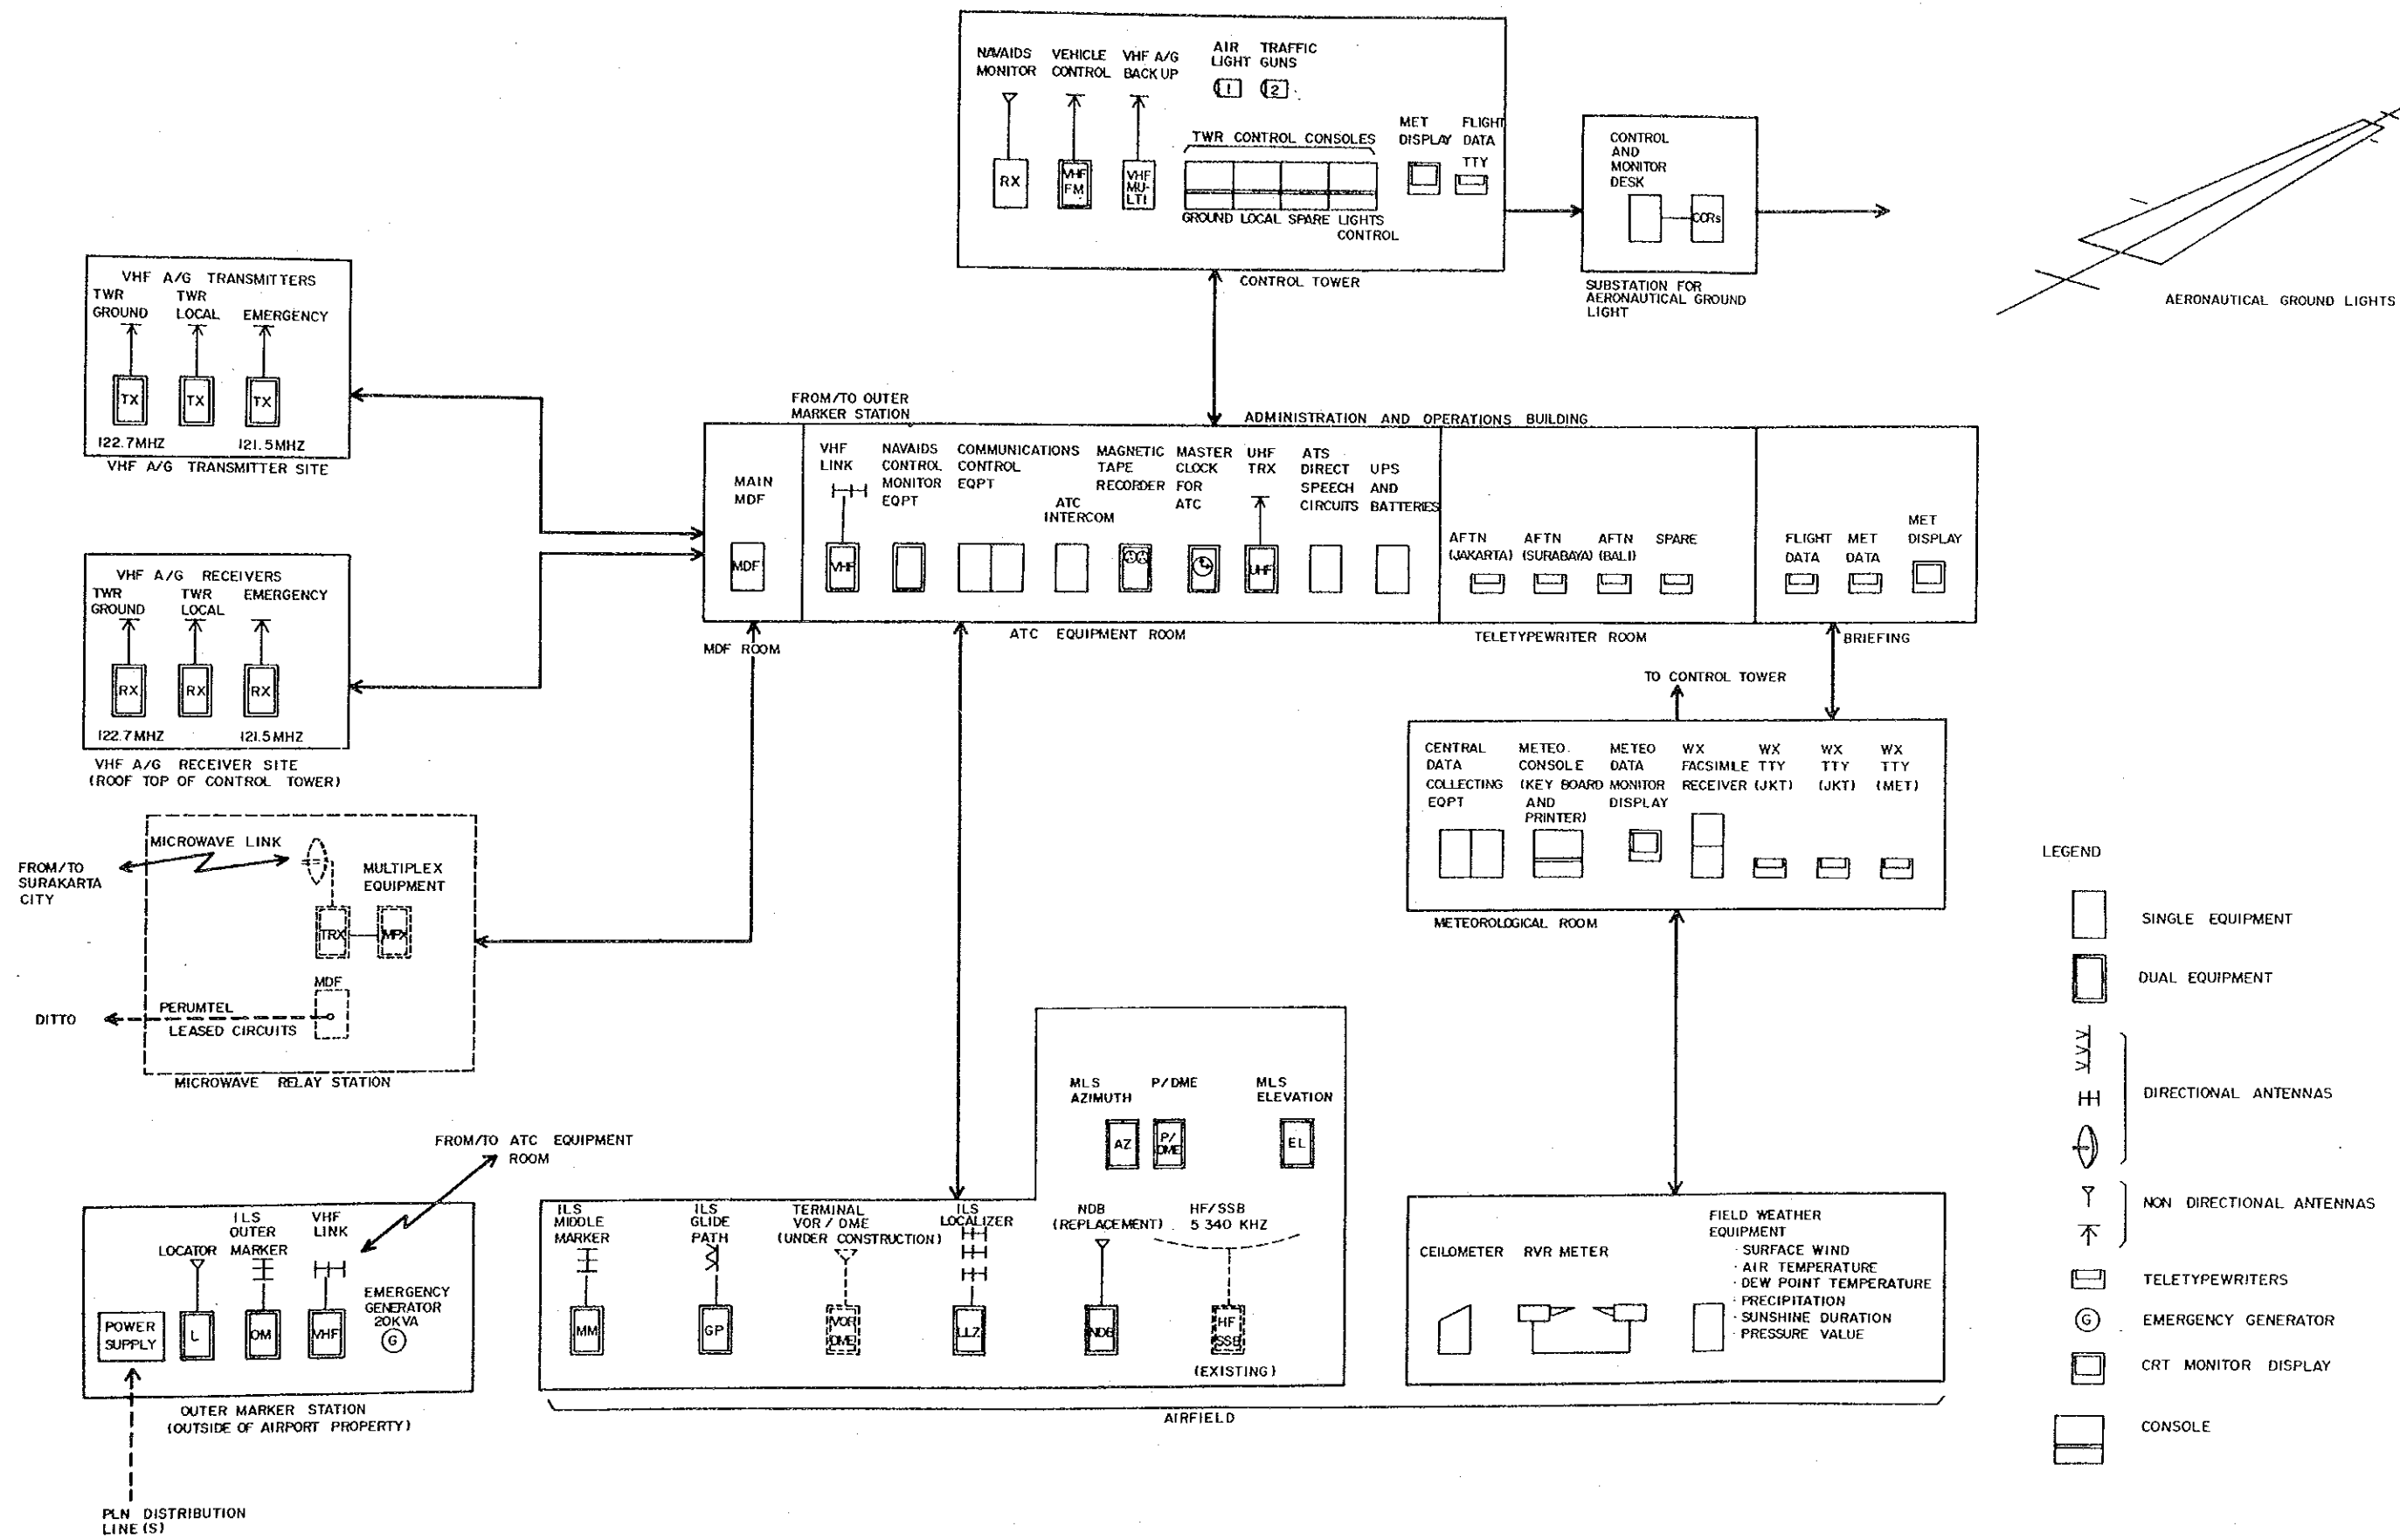 NAVAIDS
MONITOR
VEHICLE
CONTROL
VHF A/G
BACK UP
AIR TRAFFIC
LIGHT GUNS
1
2
RX
VHF
FM
VHF
MU-
LTI
TWR CONTROL CONSOLES
GROUND LOCAL SPARE LIGHTS
CONTROL
MET
DISPLAY
FLIGHT
DATA
TTY
CONTROL TOWER
CONTROL
AND
MONITOR
DESK
CCRs
SUBSTATION FOR
AERONAUTICAL GROUND
LIGHT
AERONAUTICAL GROUND LIGHTS
VHF A/G TRANSMITTERS
TWR
GROUND
TWR
LOCAL
EMERGENCY
TX
TX
TX
122.7MHZ
121.5MHZ
VHF A/G TRANSMITTER SITE
VHF A/G RECEIVERS
TWR
GROUND
TWR
LOCAL
EMERGENCY
RX
RX
RX
122.7MHZ
121.5MHZ
VHF A/G RECEIVER SITE
(ROOF TOP OF CONTROL TOWER)
FROM/TO OUTER
MARKER STATION
ADMINISTRATION AND OPERATIONS BUILDING
MAIN
MDF
MDF
MDF ROOM
VHF
LINK
VHF
NAVAIDS
CONTROL
MONITOR
EQPT
COMMUNICATIONS
CONTROL
EQPT
ATC
INTERCOM
MAGNETIC
TAPE
RECORDER
MASTER
CLOCK
FOR
ATC
UHF
TRX
UHF
ATS
DIRECT
SPEECH
CIRCUITS
UPS
AND
BATTERIES
ATC EQUIPMENT ROOM
AFTN
(JAKARTA)
AFTN
(SURABAYA)
AFTN
(BALI)
SPARE
TELETYPEWRITER ROOM
FLIGHT
DATA
MET
DATA
MET
DISPLAY
BRIEFING
TO CONTROL TOWER
CENTRAL
DATA
COLLECTING
EQPT
METEO.
CONSOLE
(KEY BOARD
AND
PRINTER)
METEO
DATA
MONITOR
DISPLAY
WX
FACSIMILE
RECEIVER
WX
TTY
(JKT)
WX
TTY
(JKT)
WX
TTY
(MET)
METEOROLOGICAL ROOM
MICROWAVE LINK
FROM/TO
SURAKARTA
CITY
MULTIPLEX
EQUIPMENT
TRX
MPX
MDF
DITTO
PERUMTEL
LEASED CIRCUITS
MICROWAVE RELAY STATION
FROM/TO ATC EQUIPMENT
ROOM
LOCATOR
ILS
OUTER
MARKER
VHF
LINK
EMERGENCY
GENERATOR
20KVA
G
POWER
SUPPLY
L
OM
VHF
OUTER MARKER STATION
(OUTSIDE OF AIRPORT PROPERTY)
PLN DISTRIBUTION
LINE(S)
MLS
AZIMUTH
P/DME
MLS
ELEVATION
AZ
P/
DME
EL
ILS
MIDDLE
MARKER
ILS
GLIDE
PATH
TERMINAL
VOR / DME
(UNDER CONSTRUCTION)
ILS
LOCALIZER
NDB
(REPLACEMENT)
HF/SSB
5 340 KHZ
MM
GP
VOR
DME
LLZ
NDB
HF
SSB
(EXISTING)
AIRFIELD
CEILOMETER
RVR METER
FIELD WEATHER
EQUIPMENT
· SURFACE WIND
· AIR TEMPERATURE
· DEW POINT TEMPERATURE
· PRECIPITATION
· SUNSHINE DURATION
· PRESSURE VALUE
LEGEND
SINGLE EQUIPMENT
DUAL EQUIPMENT
DIRECTIONAL ANTENNAS
NON DIRECTIONAL ANTENNAS
TELETYPEWRITERS
G
EMERGENCY GENERATOR
CRT MONITOR DISPLAY
CONSOLE